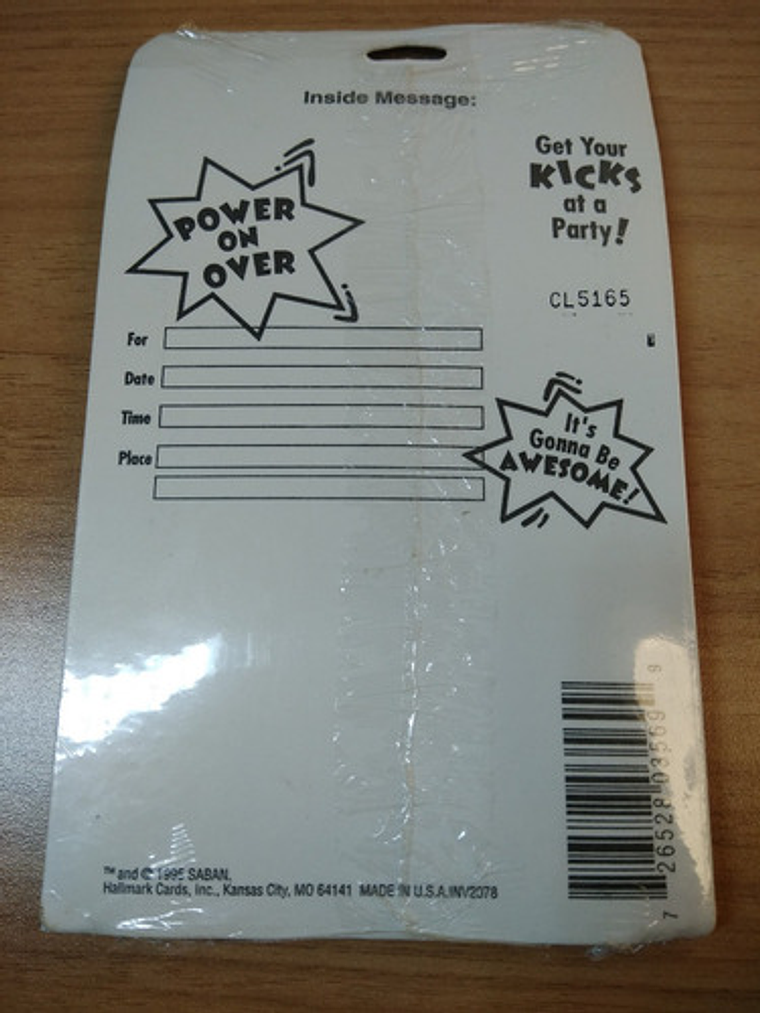 Inside Message:
POWER
ON
OVER
Get Your
KICKS
at a
Party!
CL5165
For
Date
Time
Place
It's
Gonna Be
AWESOME!
™ and © 1995 SABAN.
Hallmark Cards, Inc., Kansas City, MO 64141 MADE IN U.S.A. INV2078
7 26528 03569 9